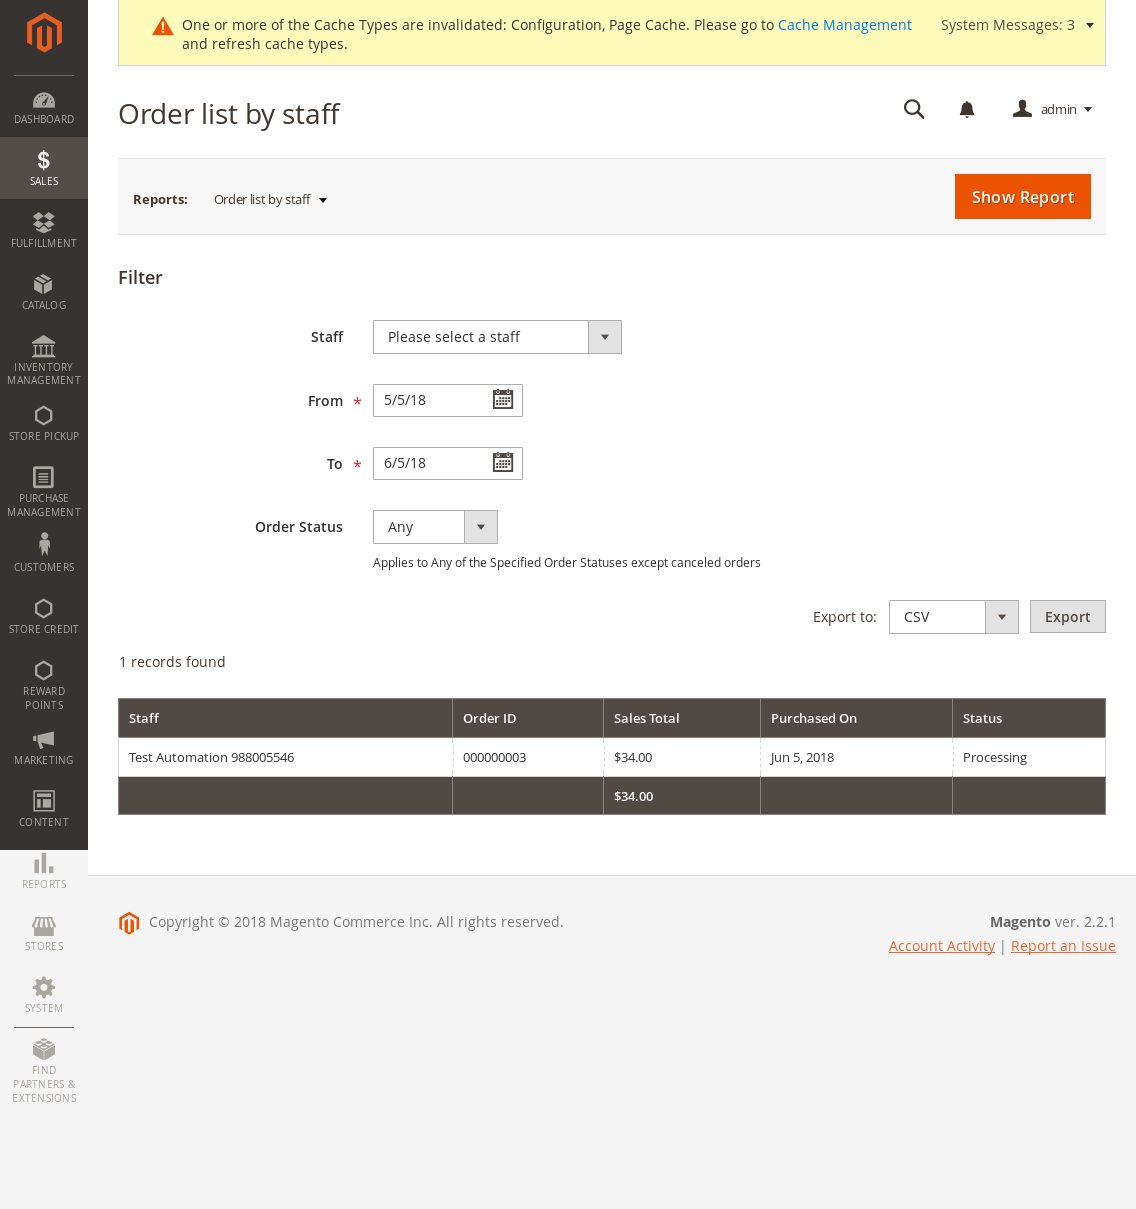 One or more of the Cache Types are invalidated: Configuration, Page Cache. Please go to Cache Management
and refresh cache types.
System Messages: 3
Order list by staff
admin
Reports:
Order list by staff
Show Report
Filter
Staff
Please select a staff
From *
5/5/18
To *
6/5/18
Order Status
Any
Applies to Any of the Specified Order Statuses except canceled orders
Export to:
CSV
Export
1 records found
Staff Order ID Sales Total Purchased On Status
Test Automation 988005546 000000003 $34.00 Jun 5, 2018 Processing
$34.00
Copyright © 2018 Magento Commerce Inc. All rights reserved.
Magento ver. 2.2.1
Account Activity | Report an Issue
DASHBOARD
$
SALES
FULFILLMENT
CATALOG
INVENTORY
MANAGEMENT
STORE PICKUP
PURCHASE
MANAGEMENT
CUSTOMERS
STORE CREDIT
REWARD
POINTS
MARKETING
CONTENT
REPORTS
STORES
SYSTEM
FIND
PARTNERS &
EXTENSIONS